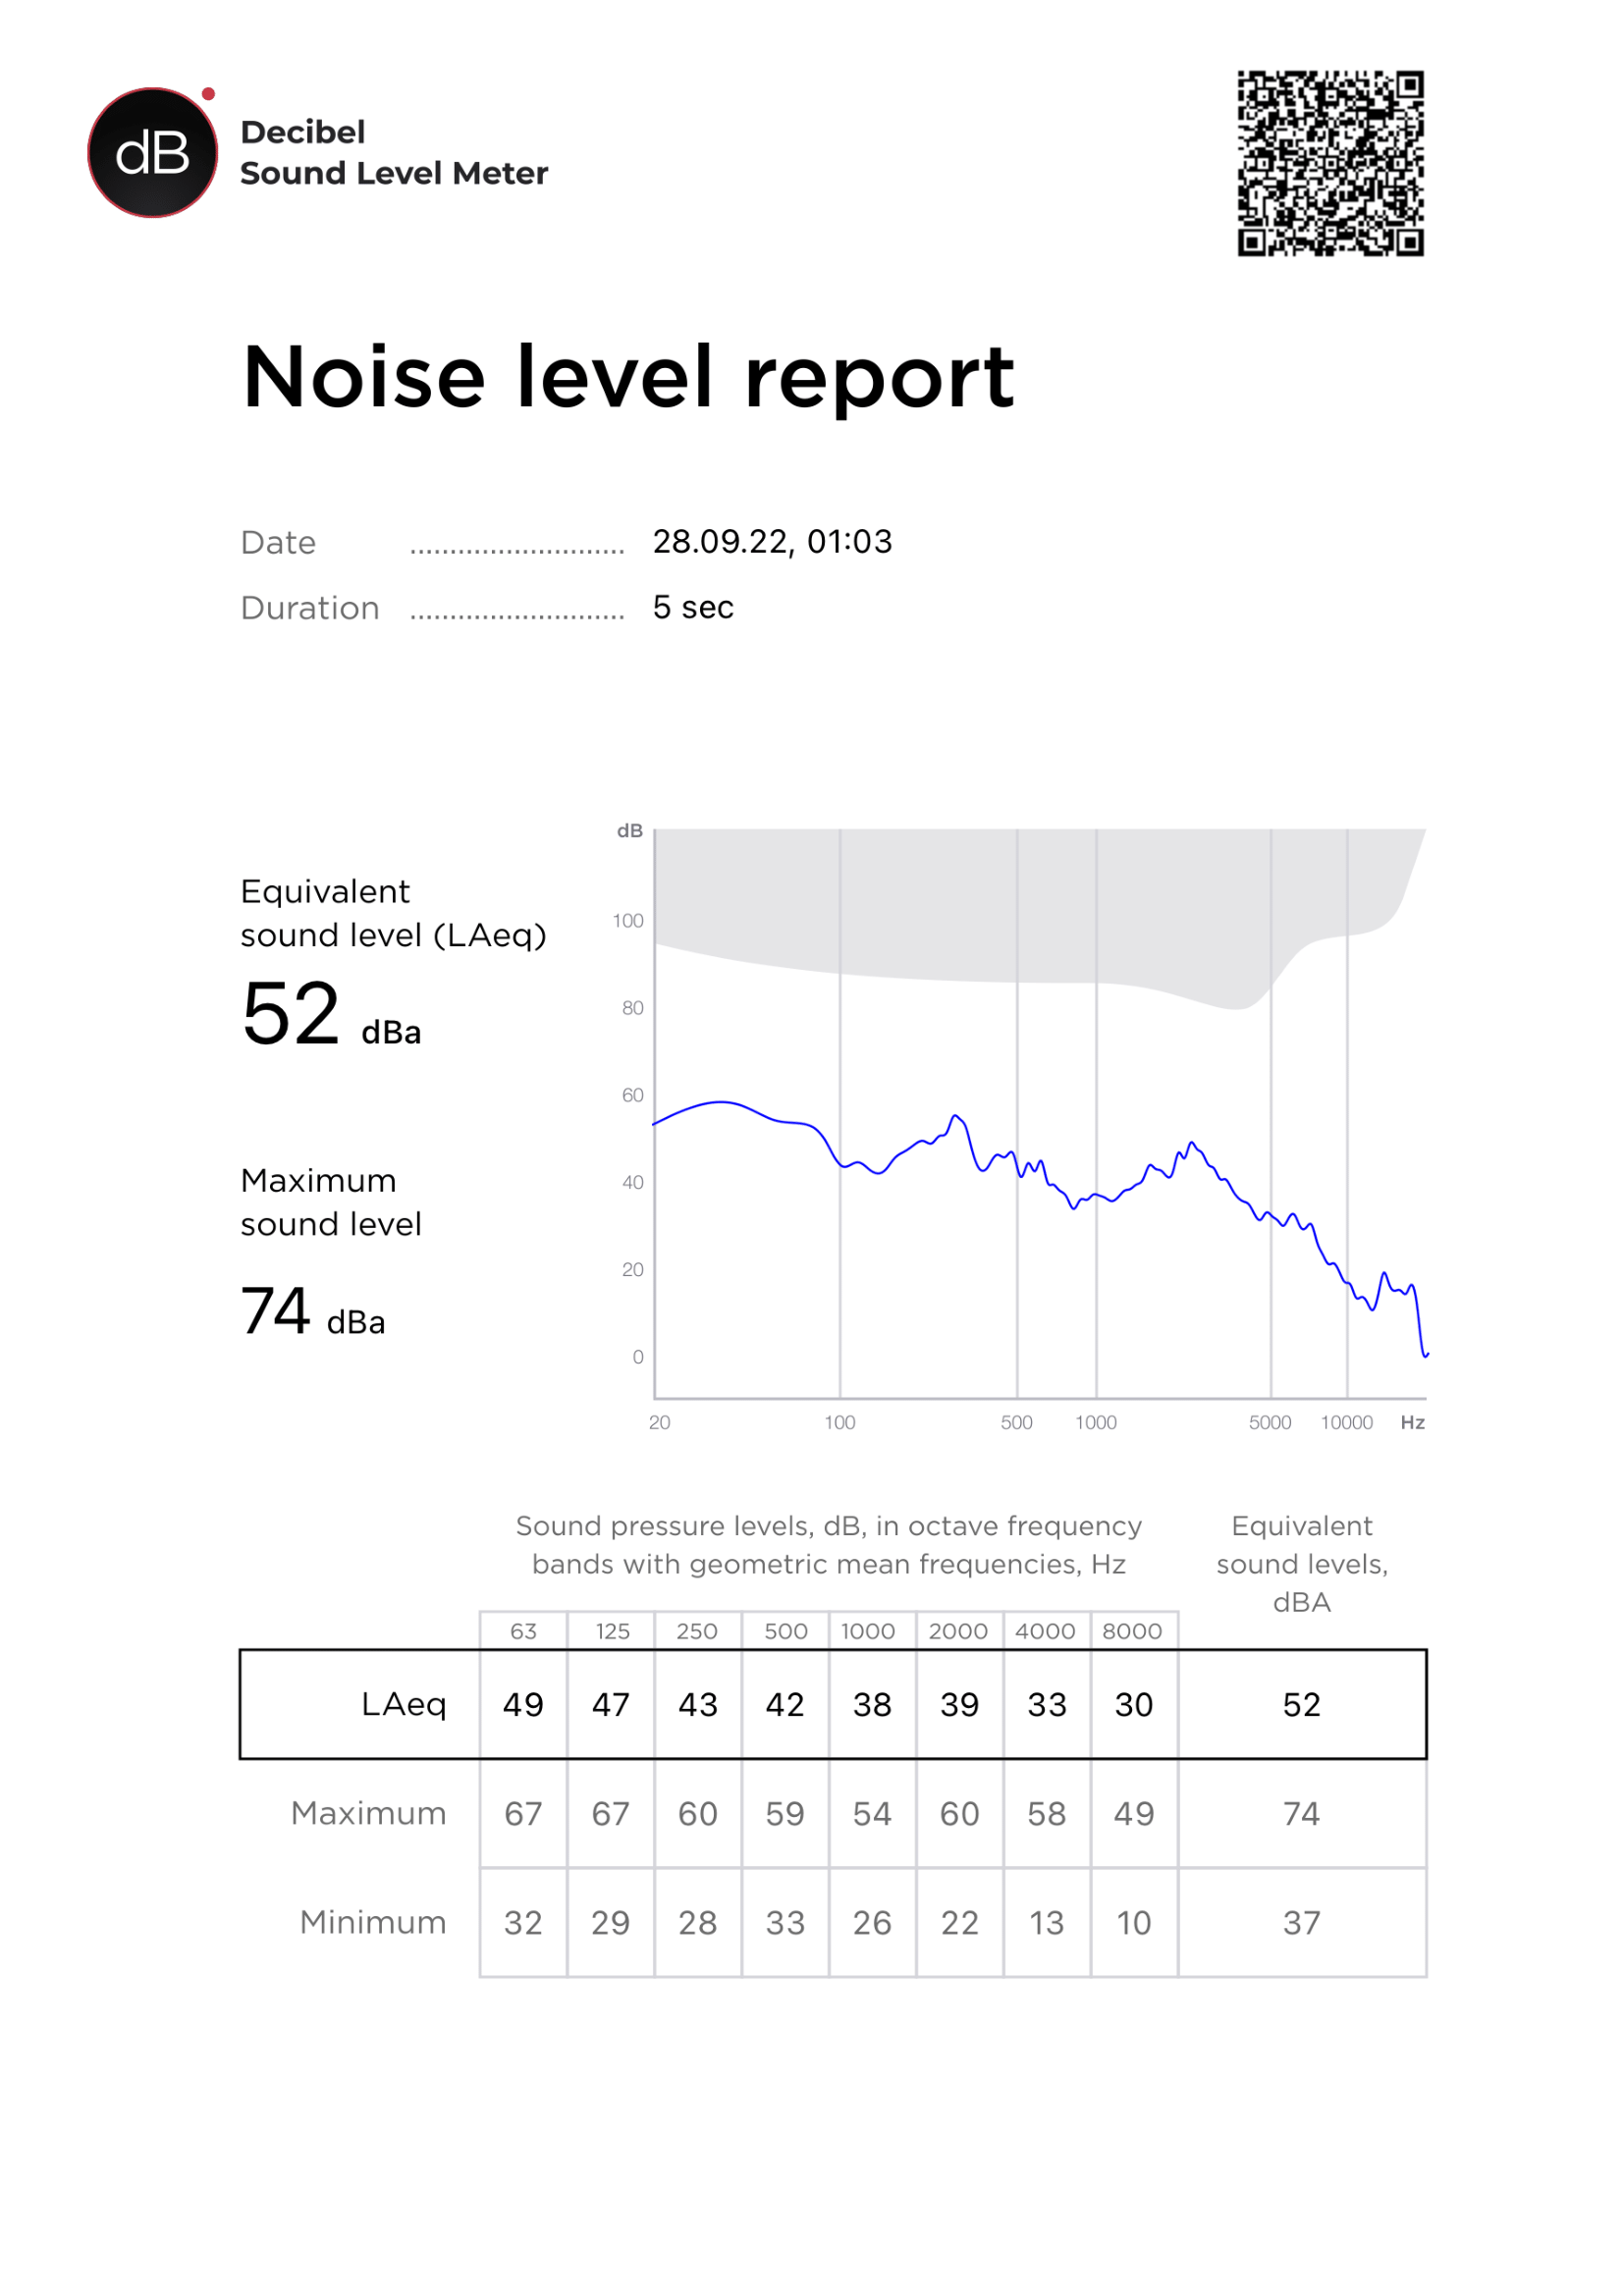 dB
Decibel
Sound Level Meter
Noise level report
Date .......................... 28.09.22, 01:03
Duration .......................... 5 sec
Equivalent
sound level (LAeq)
52 dBa
Maximum
sound level
74 dBa
dB
100
80
60
40
20
0
20 100 500 1000 5000 10000 Hz
Sound pressure levels, dB, in octave frequency
bands with geometric mean frequencies, Hz
Equivalent
sound levels,
dBA
63 125 250 500 1000 2000 4000 8000
LAeq 49 47 43 42 38 39 33 30 52
Maximum 67 67 60 59 54 60 58 49 74
Minimum 32 29 28 33 26 22 13 10 37